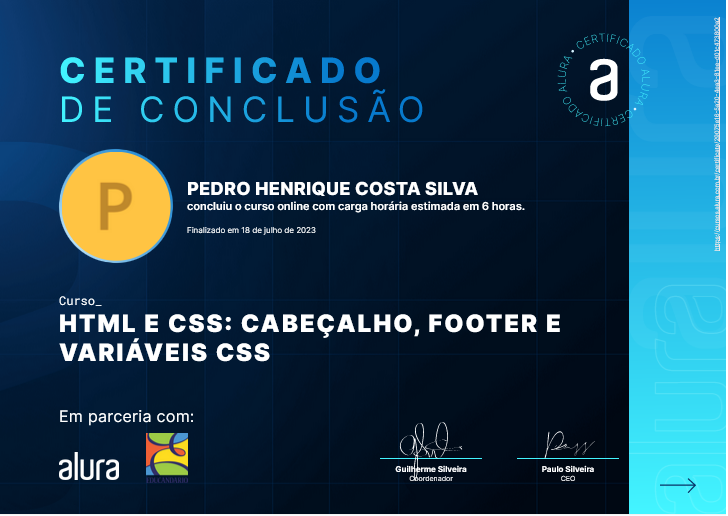 CERTIFICADO
DE CONCLUSÃO
CERTIFICADO ALURA • CERTIFICADO ALURA •
a
P
PEDRO HENRIQUE COSTA SILVA
concluiu o curso online com carga horária estimada em 6 horas.
Finalizado em 18 de julho de 2023
Curso_
HTML E CSS: CABEÇALHO, FOOTER E
VARIÁVEIS CSS
Em parceria com:
alura
EDUCANDÁRIO
Guilherme Silveira
Coordenador
Paulo Silveira
CEO
alura